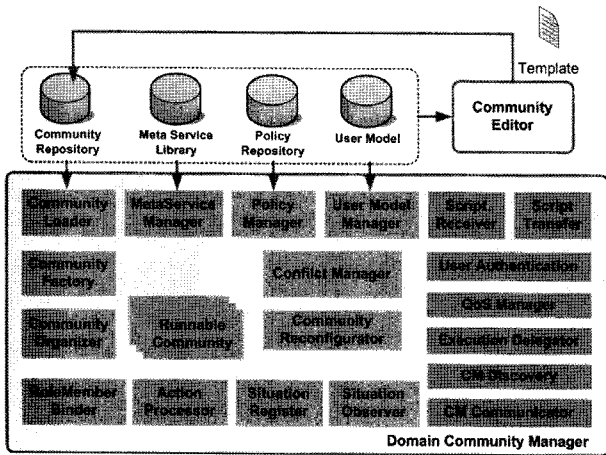 Template
Community
Repository
Meta Service
Library
Policy
Repository
User Model
Community
Editor
Community
Loader
MetaService
Manager
Policy
Manager
User Model
Manager
Script
Receiver
Script
Transfer
Community
Factory
Conflict Manager
User Authentication
QoS Manager
Community
Organizer
Runnable
Community
Community
Reconfigurator
Execution Delegator
CM Discovery
RoleMember
Binder
Action
Processor
Situation
Register
Situation
Observer
CM Communicator
Domain Community Manager